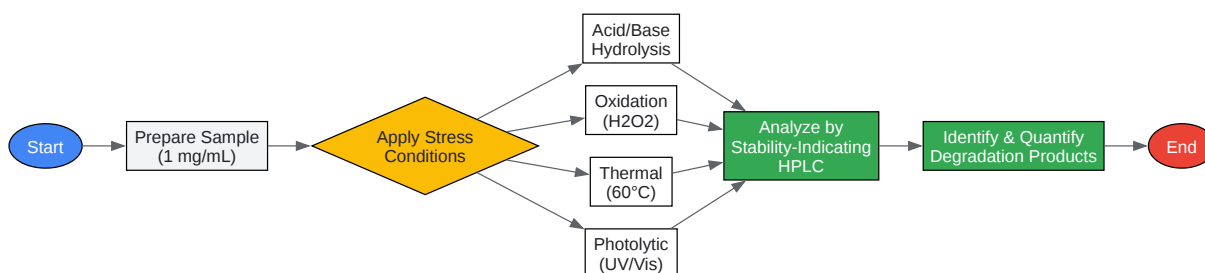 Start
Prepare Sample
(1 mg/mL)
Apply Stress
Conditions
Acid/Base
Hydrolysis
Oxidation
(H2O2)
Thermal
(60°C)
Photolytic
(UV/Vis)
Analyze by
Stability-Indicating
HPLC
Identify & Quantify
Degradation Products
End